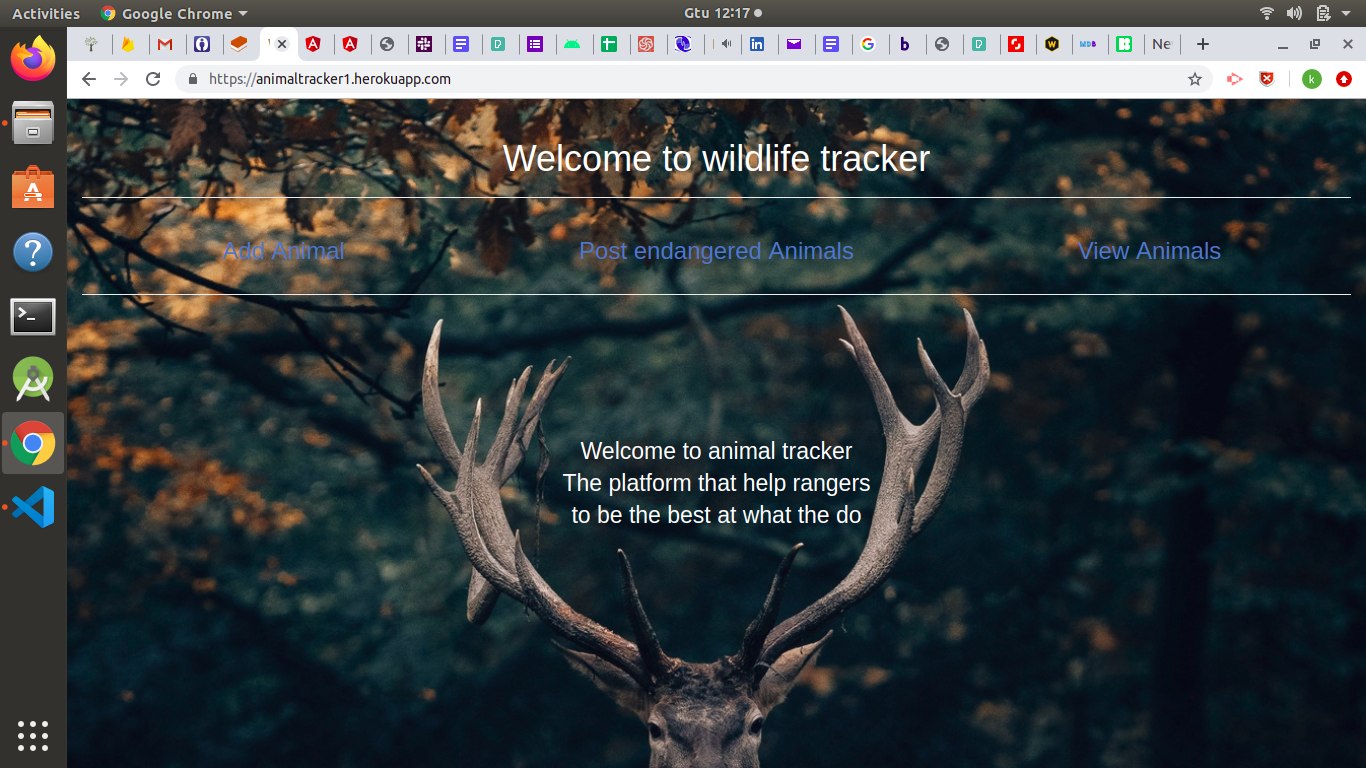 Activities
Google Chrome
Gtu 12:17
Ne
https://animaltracker1.herokuapp.com
k
Welcome to wildlife tracker
Add Animal
Post endangered Animals
View Animals
Welcome to animal tracker
The platform that help rangers
to be the best at what the do